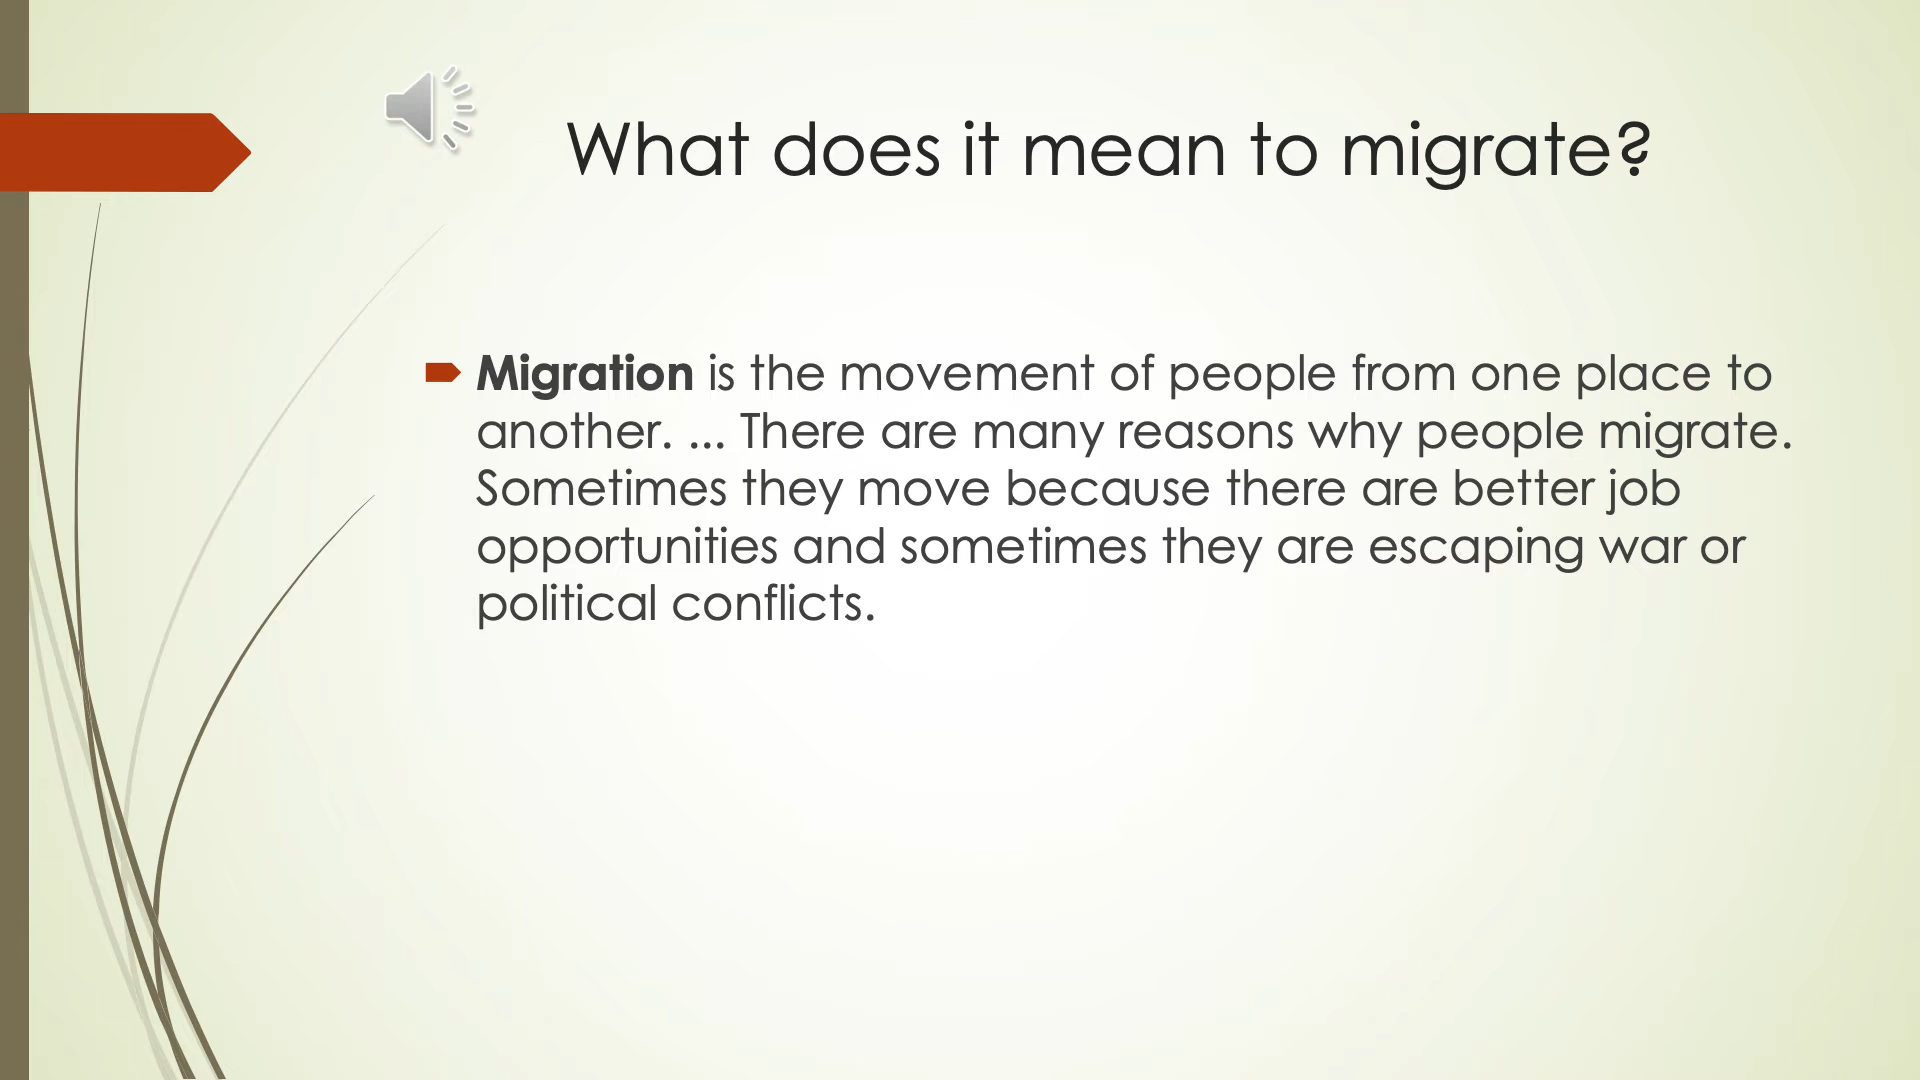 What does it mean to migrate?
Migration is the movement of people from one place to
another. ... There are many reasons why people migrate.
Sometimes they move because there are better job
opportunities and sometimes they are escaping war or
political conflicts.